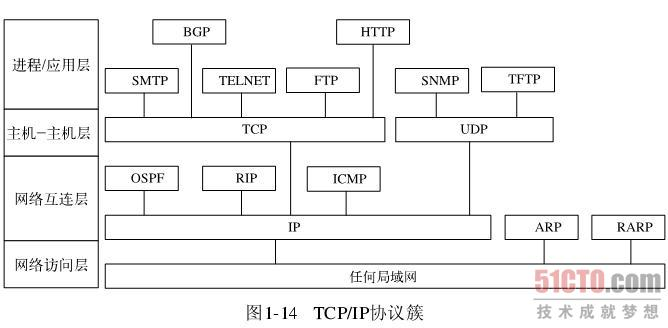 BGP HTTP
进程/应用层
SMTP TELNET FTP SNMP TFTP
主机-主机层 TCP UDP
OSPF RIP ICMP
网络互连层
IP ARP RARP
网络访问层 任何局域网
51CTO.com
技术成就梦想
图1-14 TCP/IP协议簇